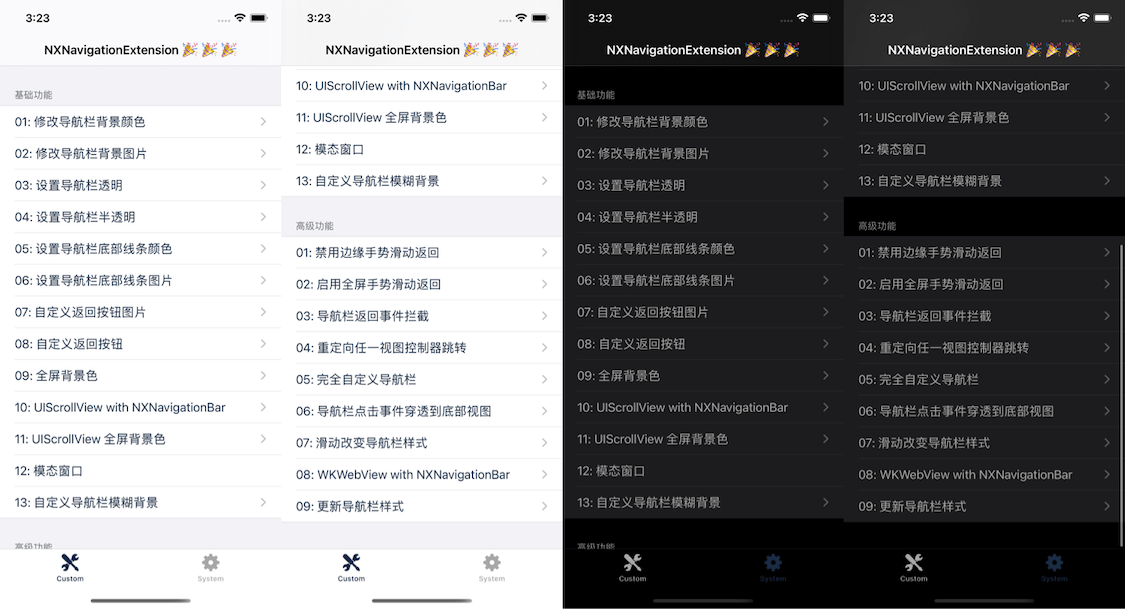 3:23
NXNavigationExtension 🎉 🎉 🎉
基础功能
01: 修改导航栏背景颜色
02: 修改导航栏背景图片
03: 设置导航栏透明
04: 设置导航栏半透明
05: 设置导航栏底部线条颜色
06: 设置导航栏底部线条图片
07: 自定义返回按钮图片
08: 自定义返回按钮
09: 全屏背景色
10: UIScrollView with NXNavigationBar
11: UIScrollView 全屏背景色
12: 模态窗口
13: 自定义导航栏模糊背景
高级功能
Custom
System
3:23
NXNavigationExtension 🎉 🎉 🎉
10: UIScrollView with NXNavigationBar
11: UIScrollView 全屏背景色
12: 模态窗口
13: 自定义导航栏模糊背景
高级功能
01: 禁用边缘手势滑动返回
02: 启用全屏手势滑动返回
03: 导航栏返回事件拦截
04: 重定向任一视图控制器跳转
05: 完全自定义导航栏
06: 导航栏点击事件穿透到底部视图
07: 滑动改变导航栏样式
08: WKWebView with NXNavigationBar
09: 更新导航栏样式
Custom
System
3:23
NXNavigationExtension 🎉 🎉 🎉
基础功能
01: 修改导航栏背景颜色
02: 修改导航栏背景图片
03: 设置导航栏透明
04: 设置导航栏半透明
05: 设置导航栏底部线条颜色
06: 设置导航栏底部线条图片
07: 自定义返回按钮图片
08: 自定义返回按钮
09: 全屏背景色
10: UIScrollView with NXNavigationBar
11: UIScrollView 全屏背景色
12: 模态窗口
13: 自定义导航栏模糊背景
高级功能
Custom
System
3:23
NXNavigationExtension 🎉 🎉 🎉
10: UIScrollView with NXNavigationBar
11: UIScrollView 全屏背景色
12: 模态窗口
13: 自定义导航栏模糊背景
高级功能
01: 禁用边缘手势滑动返回
02: 启用全屏手势滑动返回
03: 导航栏返回事件拦截
04: 重定向任一视图控制器跳转
05: 完全自定义导航栏
06: 导航栏点击事件穿透到底部视图
07: 滑动改变导航栏样式
08: WKWebView with NXNavigationBar
09: 更新导航栏样式
Custom
System